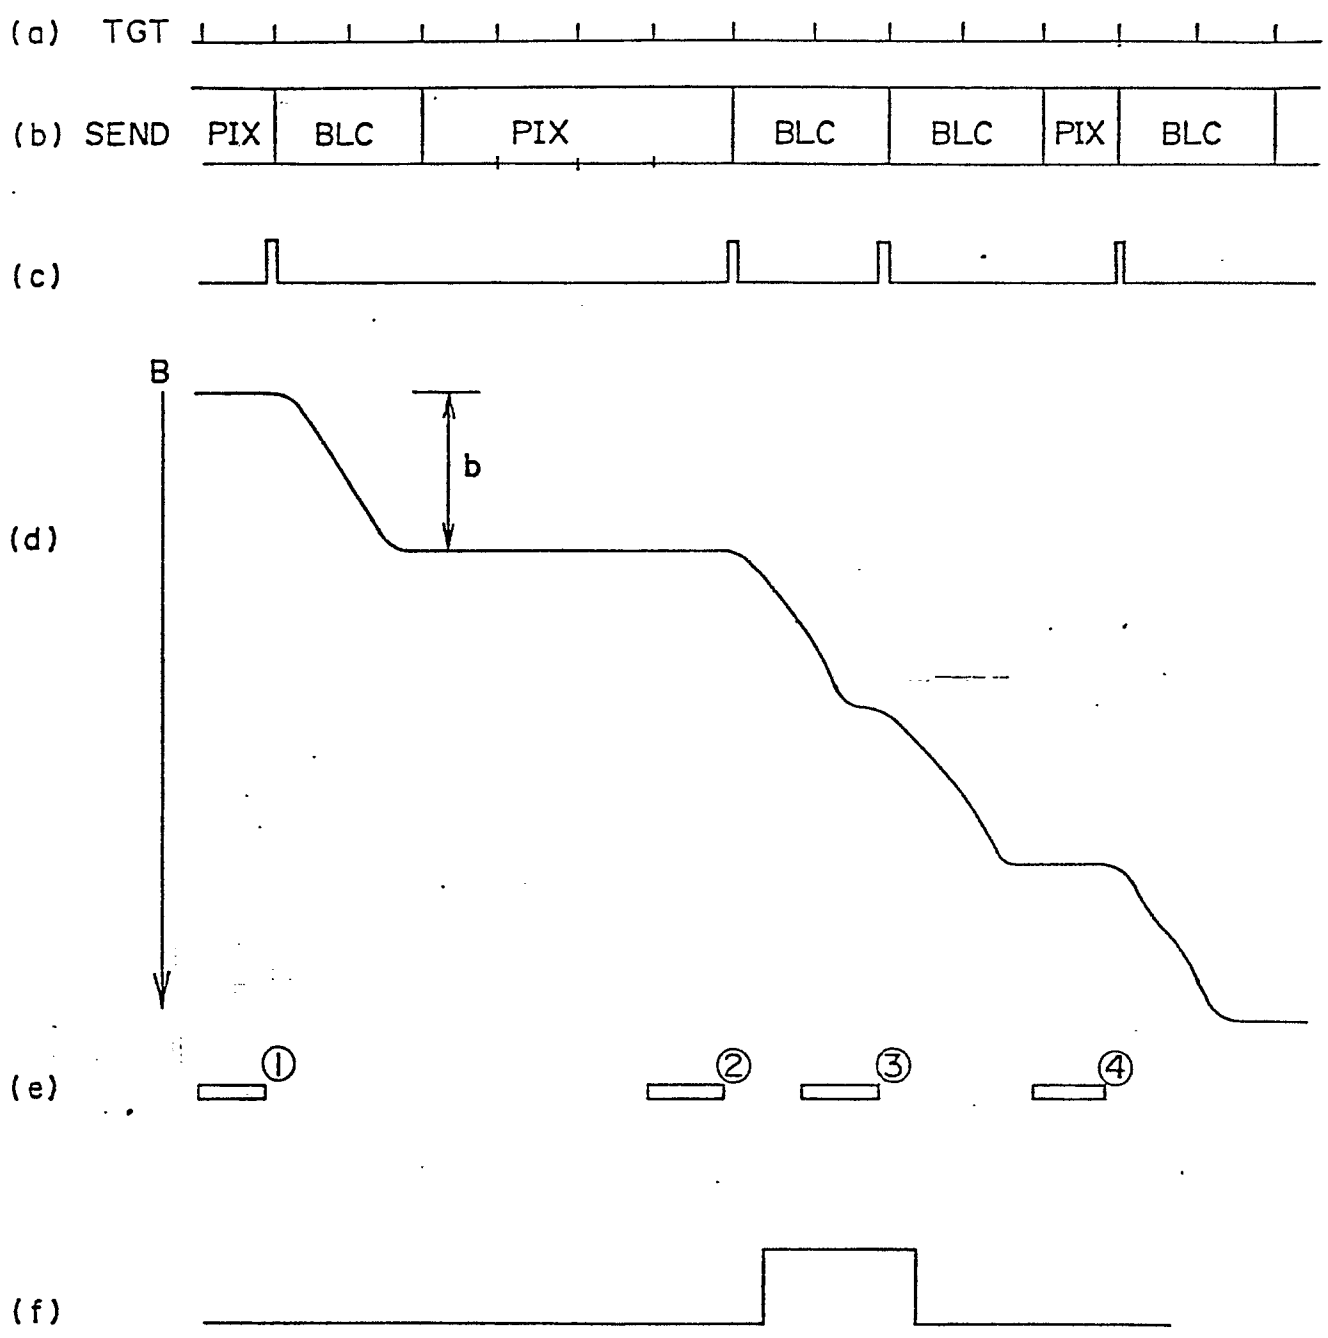 (a) TGT
(b) SEND PIX BLC PIX BLC BLC PIX BLC
(c)
B
b
(d)
① ② ③ ④
(e)
(f)